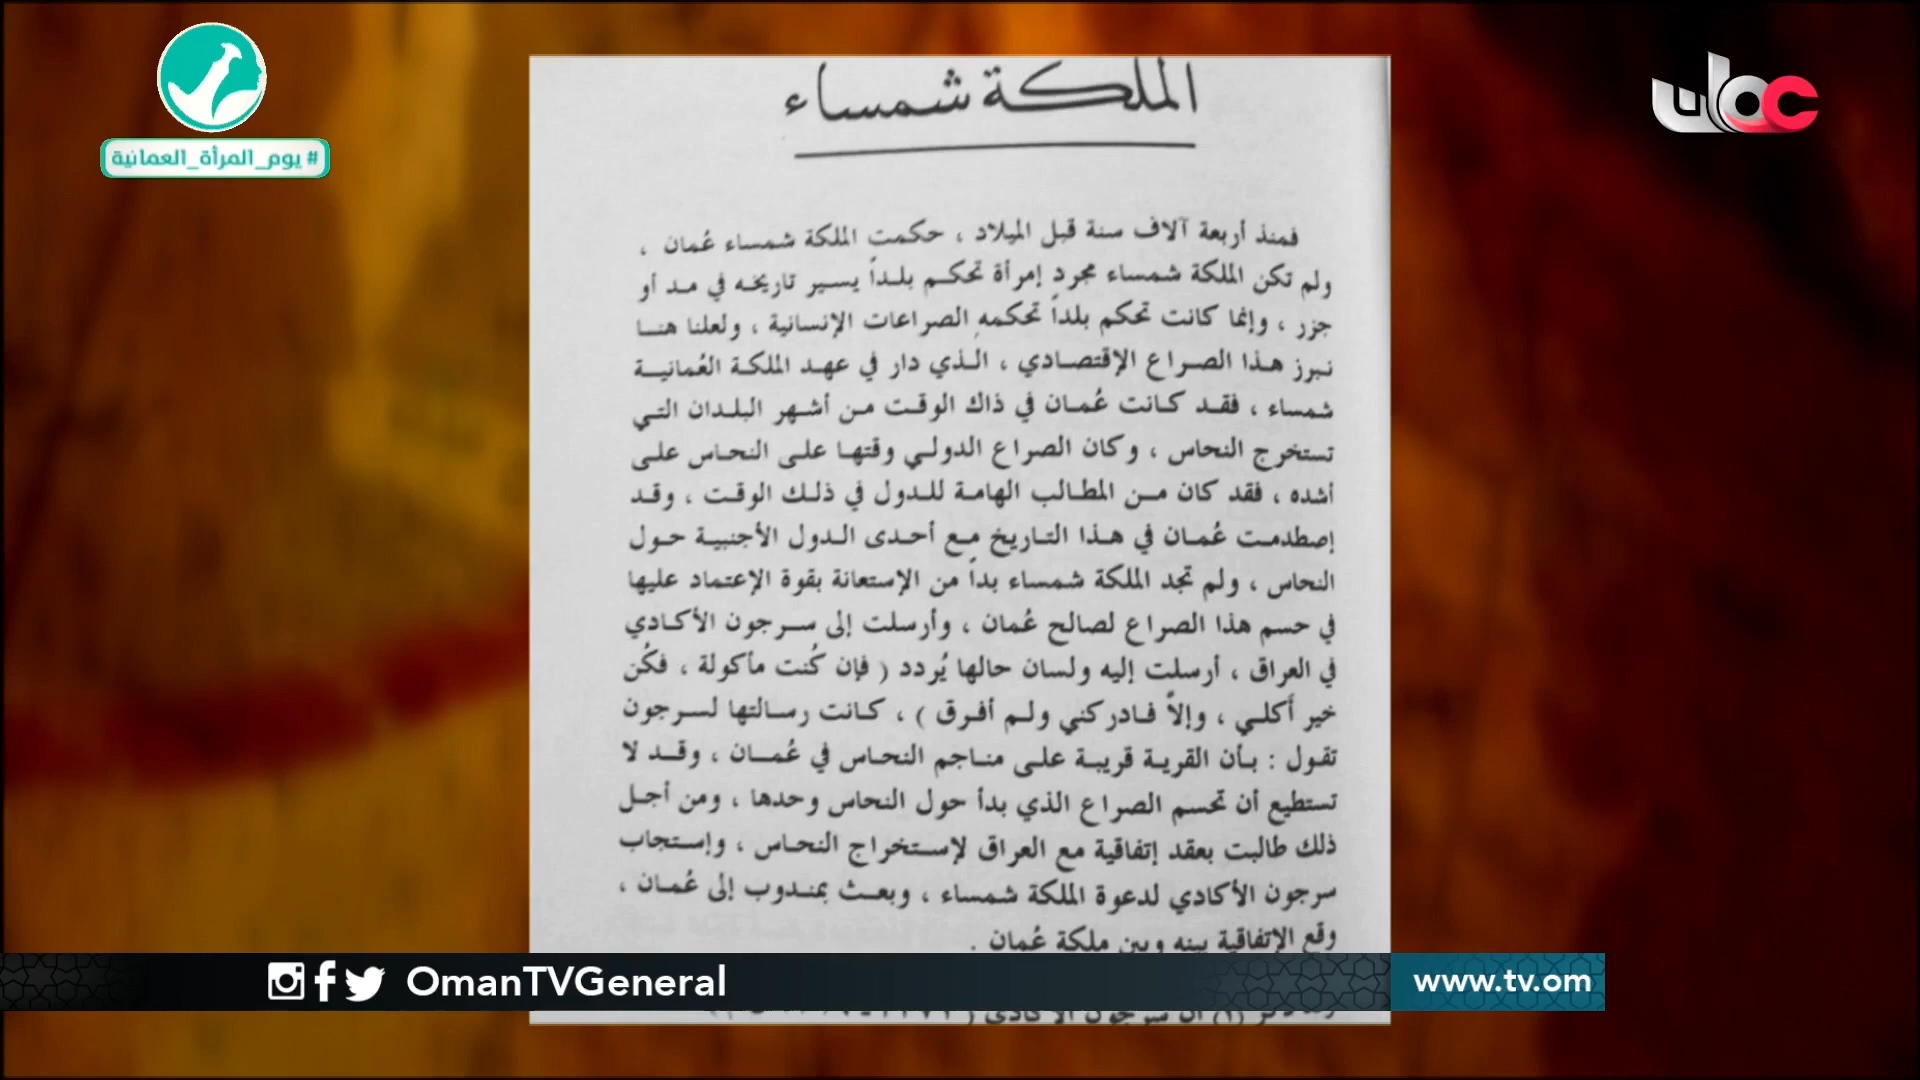 # يوم_المرأة_العمانية
عمان
الملكة شمساء
فمنذ أربعة آلاف سنة قبل الميلاد ، حكمت الملكة شمساء عُمان ،
ولم تكن الملكة شمساء مجرد إمرأة تحكم بلداً يسير تاريخه في مد أو
جزر ، وإنما كانت تحكم بلداً تحكمه الصراعات الإنسانية ، ولعلنا هنا
نبرز هذا الصراع الإقتصادي ، الذي دار في عهد الملكة العُمانية
شمساء ، فقد كانت عُمان في ذاك الوقت من أشهر البلدان التي
تستخرج النحاس ، وكان الصراع الدولي وقتها على النحاس على
أشده ، فقد كان من المطالب الهامة للدول في ذلك الوقت ، وقد
إصطدمت عُمان في هذا التاريخ مع أحدى الدول الأجنبية حول
النحاس ، ولم تجد الملكة شمساء بداً من الإستعانة بقوة الإعتماد عليها
في حسم هذا الصراع لصالح عُمان ، وأرسلت إلى سرجون الأكادي
في العراق ، أرسلت إليه ولسان حالها يُردد ( فإن كُنت مأكولة ، فكُن
خير أَكلي ، وإلاً فادركني ولم أفرق ) ، كانت رسالتها لسرجون
تقول : بأن القرية قريبة على مناجم النحاس في عُمان ، وقد لا
تستطيع أن تحسم الصراع الذي بدأ حول النحاس وحدها ، ومن أجل
ذلك طالبت بعقد إتفاقية مع العراق لإستخراج النحاس ، وإستجاب
سرجون الأكادي لدعوة الملكة شمساء ، وبعث بمندوب إلى عُمان ،
وقع الإتفاقية بينه وبين ملكة عُمان .
OmanTVGeneral
www.tv.om